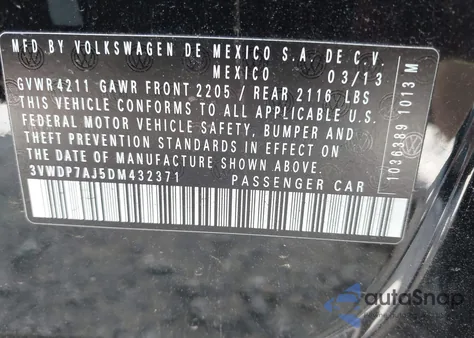 MFD BY VOLKSWAGEN DE MEXICO S.A. DE C.V.
MEXICO 03/13
GVWR 4211 GAWR FRONT 2205 / REAR 2116 LBS
THIS VEHICLE CONFORMS TO ALL APPLICABLE U.S.
FEDERAL MOTOR VEHICLE SAFETY, BUMPER AND
THEFT PREVENTION STANDARDS IN EFFECT ON
THE DATE OF MANUFACTURE SHOWN ABOVE.
3VWDP7AJ5DM432371 PASSENGER CAR
1036389 1013 M
autoSnap